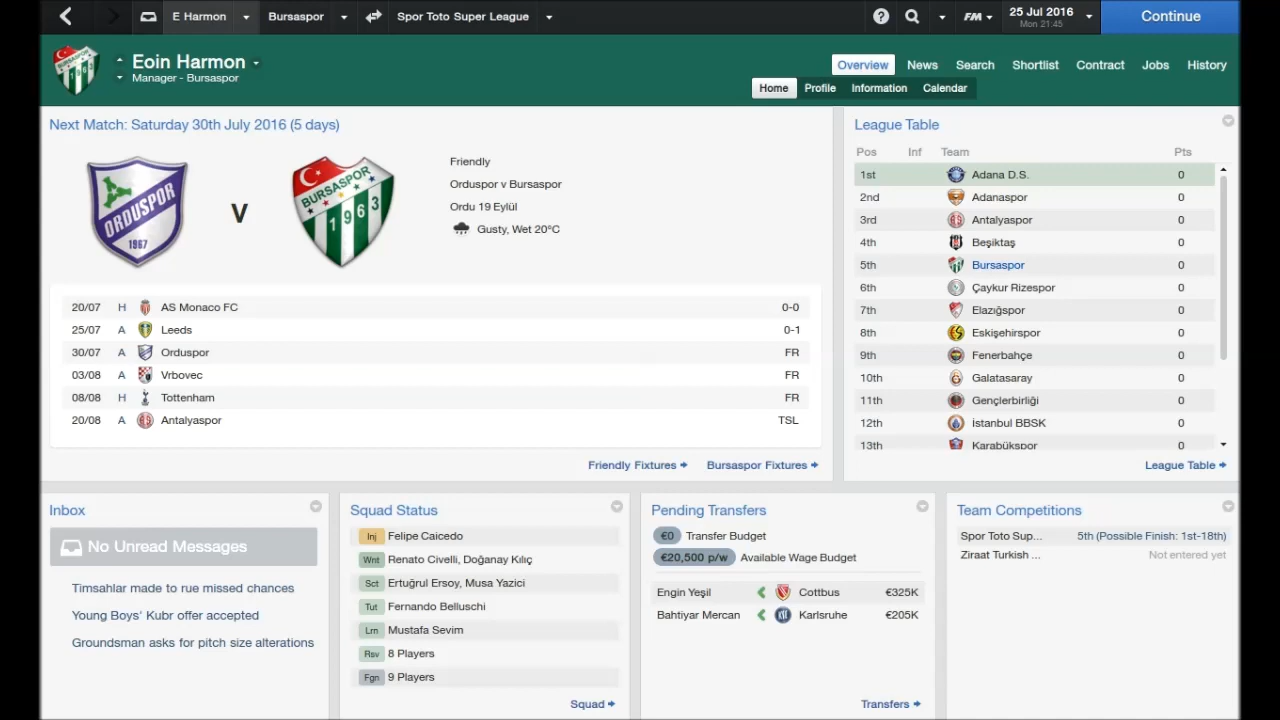 E Harmon
Bursaspor
Spor Toto Super League
?
FM
25 Jul 2016
Mon 21:45
Continue
BURSASPOR
1963
Eoin Harmon
Manager - Bursaspor
Overview News Search Shortlist Contract Jobs History
Home Profile Information Calendar
Next Match: Saturday 30th July 2016 (5 days)
ORDUSPOR
1967
V
BURSASPOR
1963
Friendly
Orduspor v Bursaspor
Ordu 19 Eylül
Gusty, Wet 20°C
20/07 H AS Monaco FC 0-0
25/07 A Leeds 0-1
30/07 A Orduspor FR
03/08 A Vrbovec FR
08/08 H Tottenham FR
20/08 A Antalyaspor TSL
Friendly Fixtures Bursaspor Fixtures
League Table
Pos Inf Team Pts
1st Adana D.S. 0
2nd Adanaspor 0
3rd Antalyaspor 0
4th Beşiktaş 0
5th Bursaspor 0
6th Çaykur Rizespor 0
7th Elazığspor 0
8th Eskişehirspor 0
9th Fenerbahçe 0
10th Galatasaray 0
11th Gençlerbirliği 0
12th İstanbul BBSK 0
13th Karabükspor 0
League Table
Inbox
No Unread Messages
Timsahlar made to rue missed chances
Young Boys' Kubr offer accepted
Groundsman asks for pitch size alterations
Squad Status
Inj Felipe Caicedo
Wnt Renato Civelli, Doğanay Kılıç
Sct Ertuğrul Ersoy, Musa Yazici
Tut Fernando Belluschi
Lrn Mustafa Sevim
Rsv 8 Players
Fgn 9 Players
Squad
Pending Transfers
€0 Transfer Budget
€20,500 p/w Available Wage Budget
Engin Yeşil Cottbus €325K
Bahtiyar Mercan Karlsruhe €205K
Transfers
Team Competitions
Spor Toto Sup... 5th (Possible Finish: 1st-18th)
Ziraat Turkish ... Not entered yet